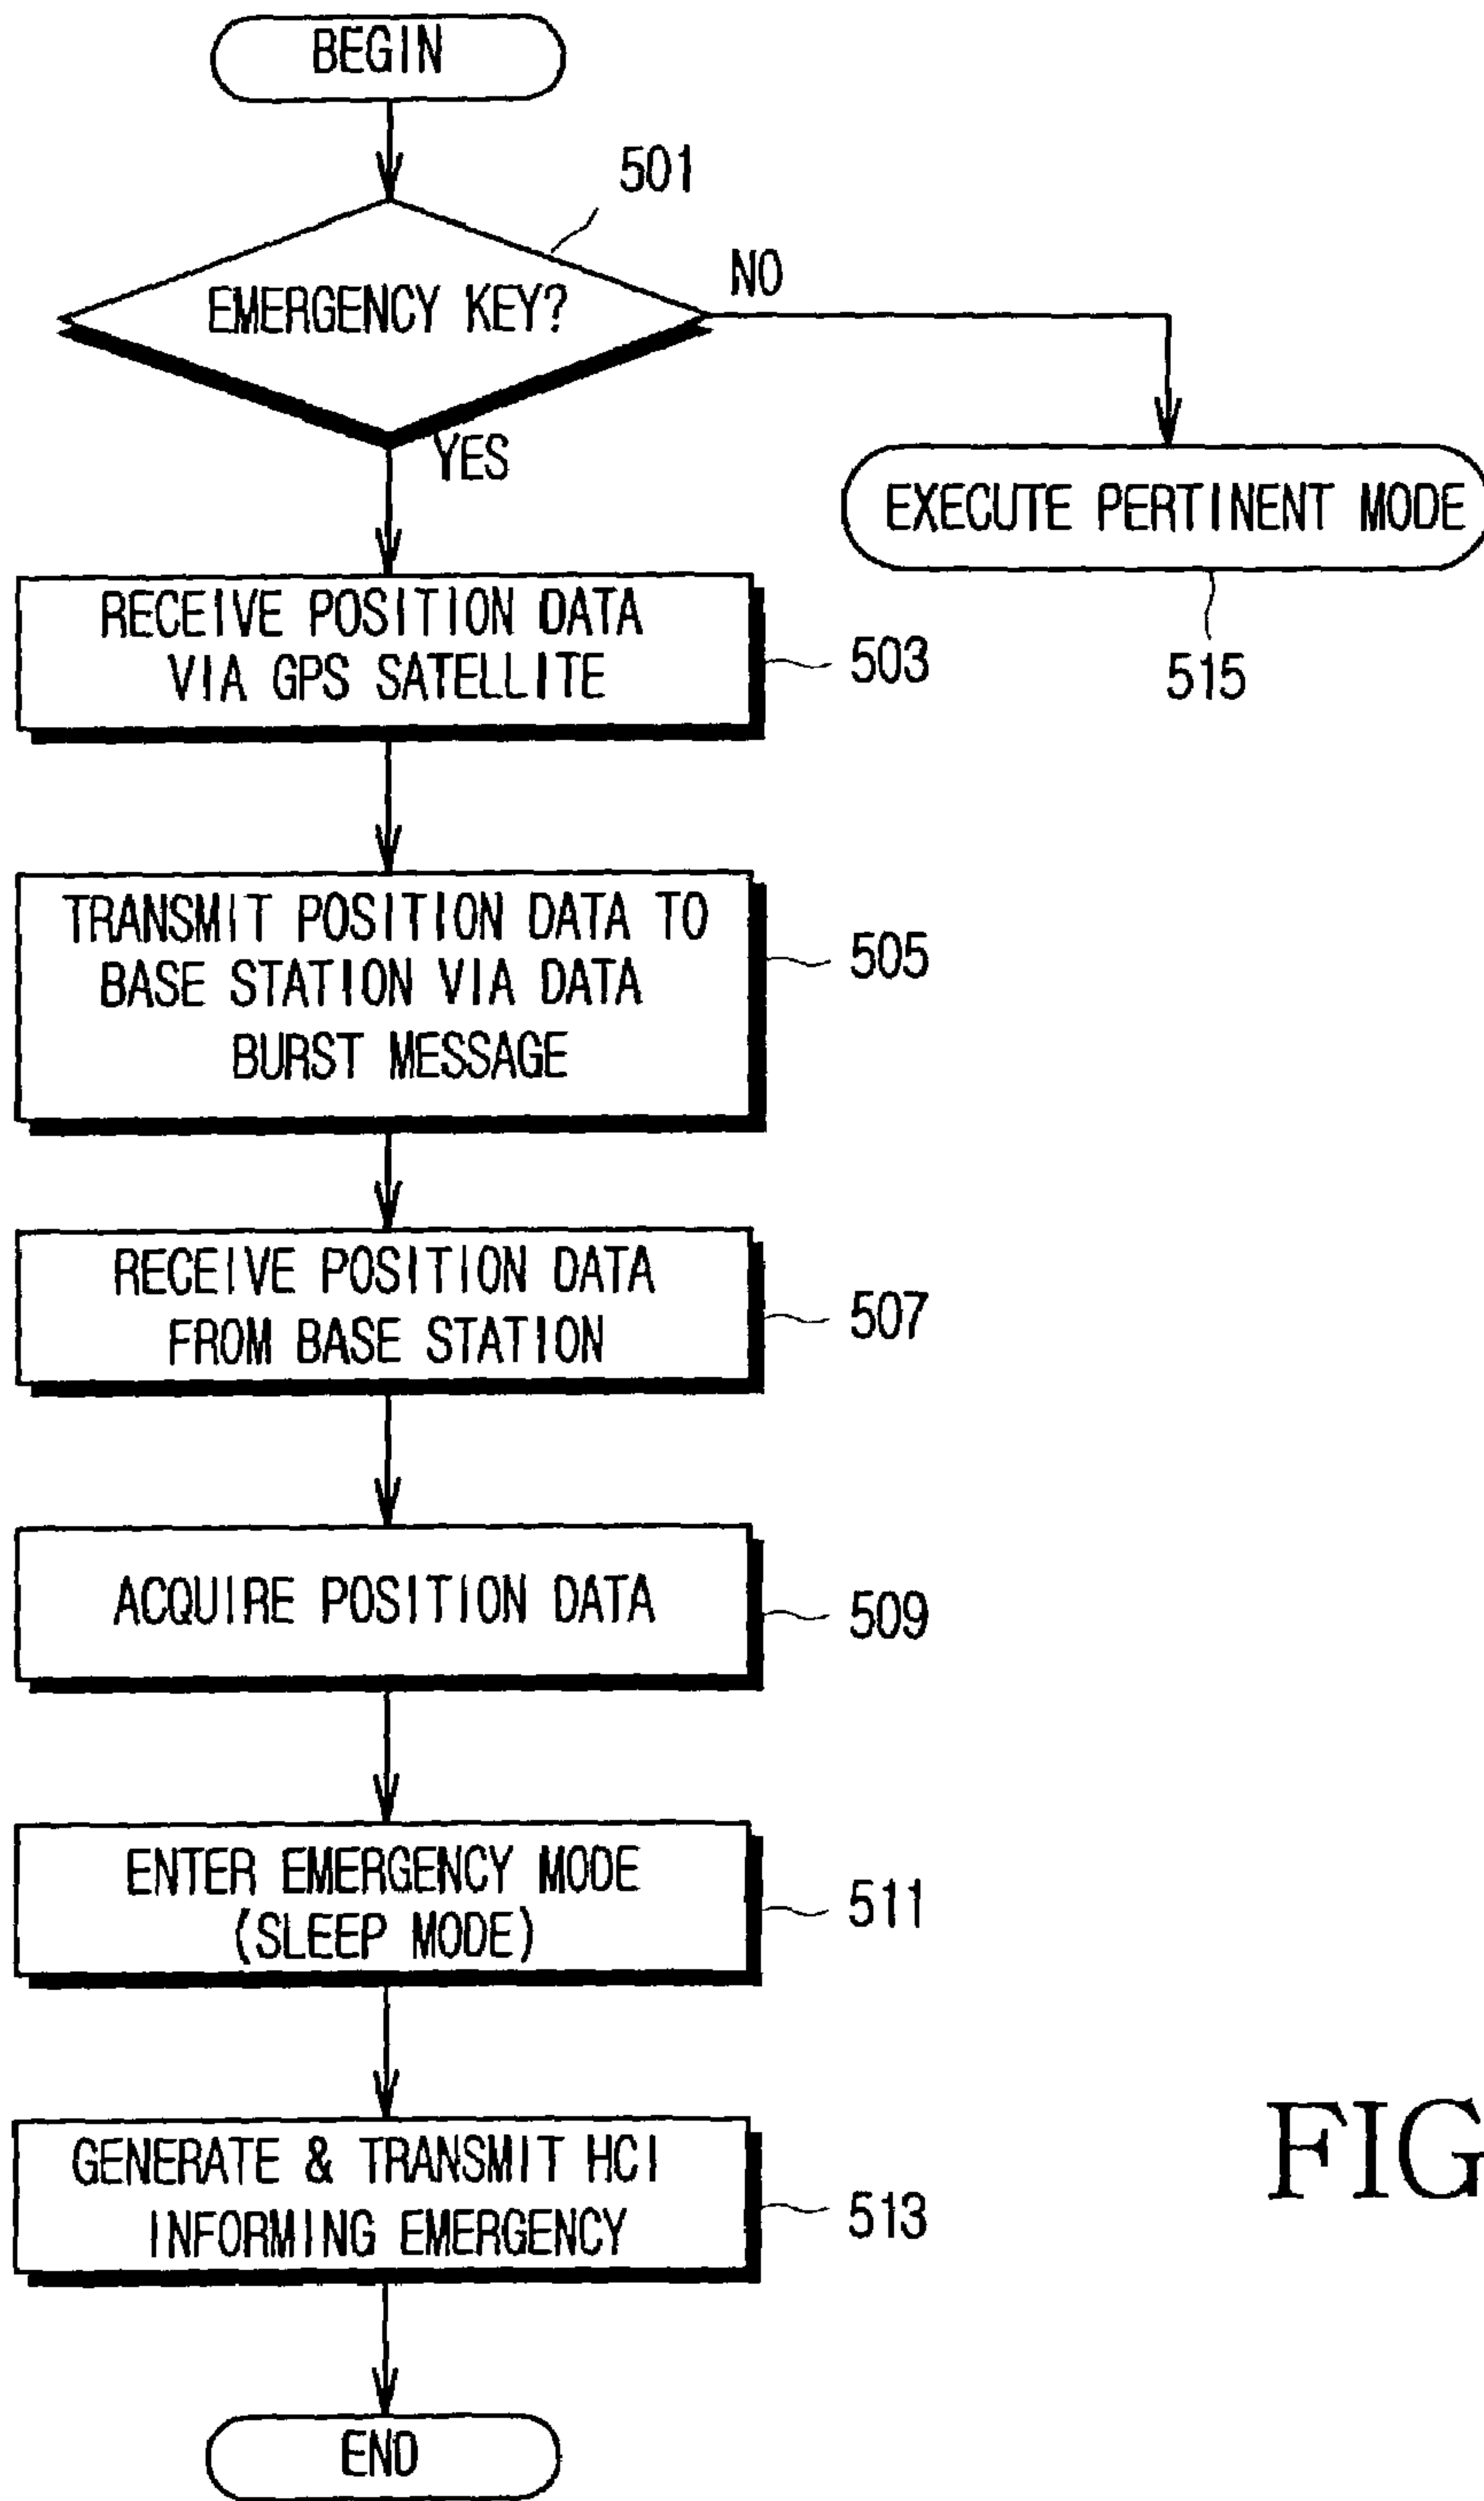 BEGIN
501
EMERGENCY KEY?
NO
YES
EXECUTE PERTINENT MODE
515
RECEIVE POSITION DATA
VIA GPS SATELLITE
503
TRANSMIT POSITION DATA TO
BASE STATION VIA DATA
BURST MESSAGE
505
RECEIVE POSITION DATA
FROM BASE STATION
507
ACQUIRE POSITION DATA
509
ENTER EMERGENCY MODE
(SLEEP MODE)
511
GENERATE & TRANSMIT HCI
INFORMING EMERGENCY
513
FIG
END